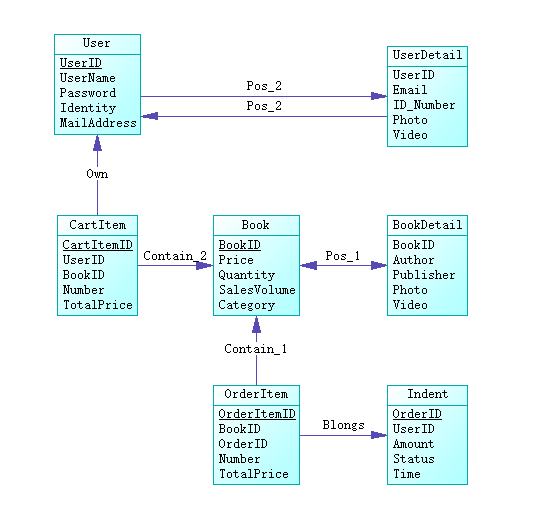 User
UserID
UserName
Password
Identity
MailAddress
UserDetail
UserID
Email
ID_Number
Photo
Video
Pos_2
Pos_2
Own
CartItem
CartItemID
UserID
BookID
Number
TotalPrice
Contain_2
Book
BookID
Price
Quantity
SalesVolume
Category
Pos_1
BookDetail
BookID
Author
Publisher
Photo
Video
Contain_1
OrderItem
OrderItemID
BookID
OrderID
Number
TotalPrice
Blongs
Indent
OrderID
UserID
Amount
Status
Time